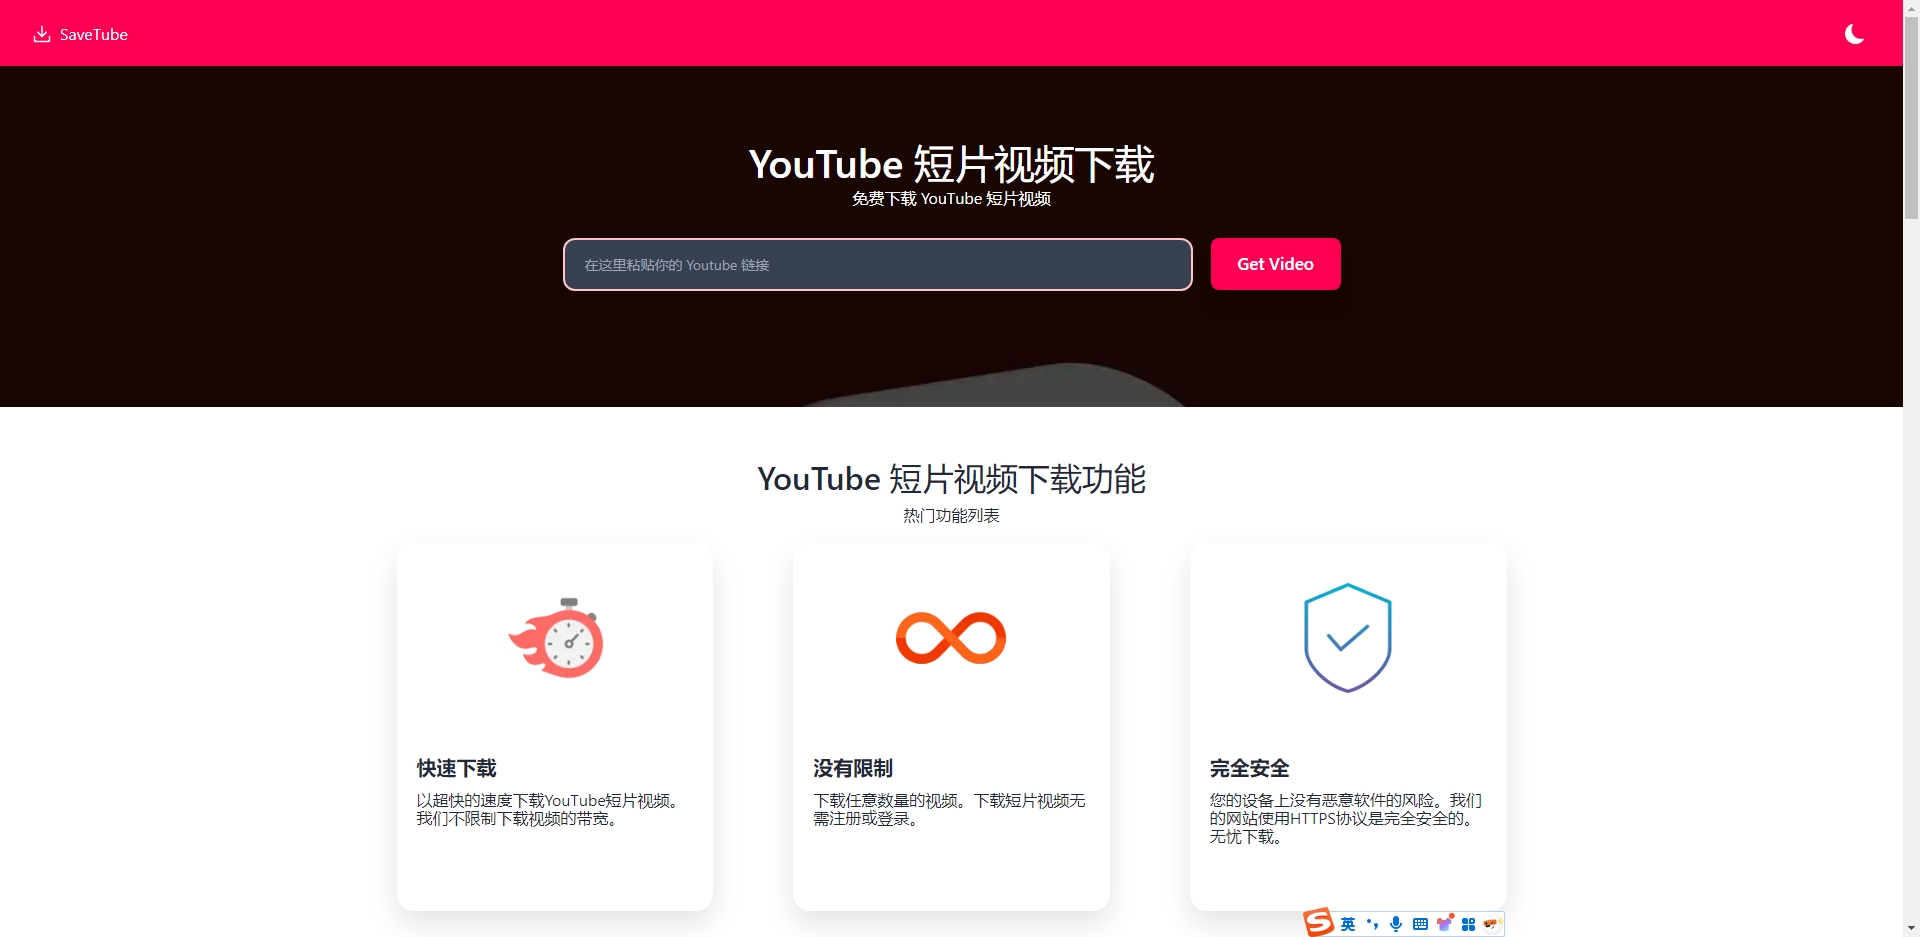 SaveTube
YouTube 短片视频下载
免费下载 YouTube 短片视频
在这里粘贴你的 Youtube 链接
Get Video
YouTube 短片视频下载功能
热门功能列表
快速下载
以超快的速度下载YouTube短片视频。
我们不限制下载视频的带宽。
没有限制
下载任意数量的视频。下载短片视频无
需注册或登录。
完全安全
您的设备上没有恶意软件的风险。我们
的网站使用HTTPS协议是完全安全的。
无忧下载。
S 英